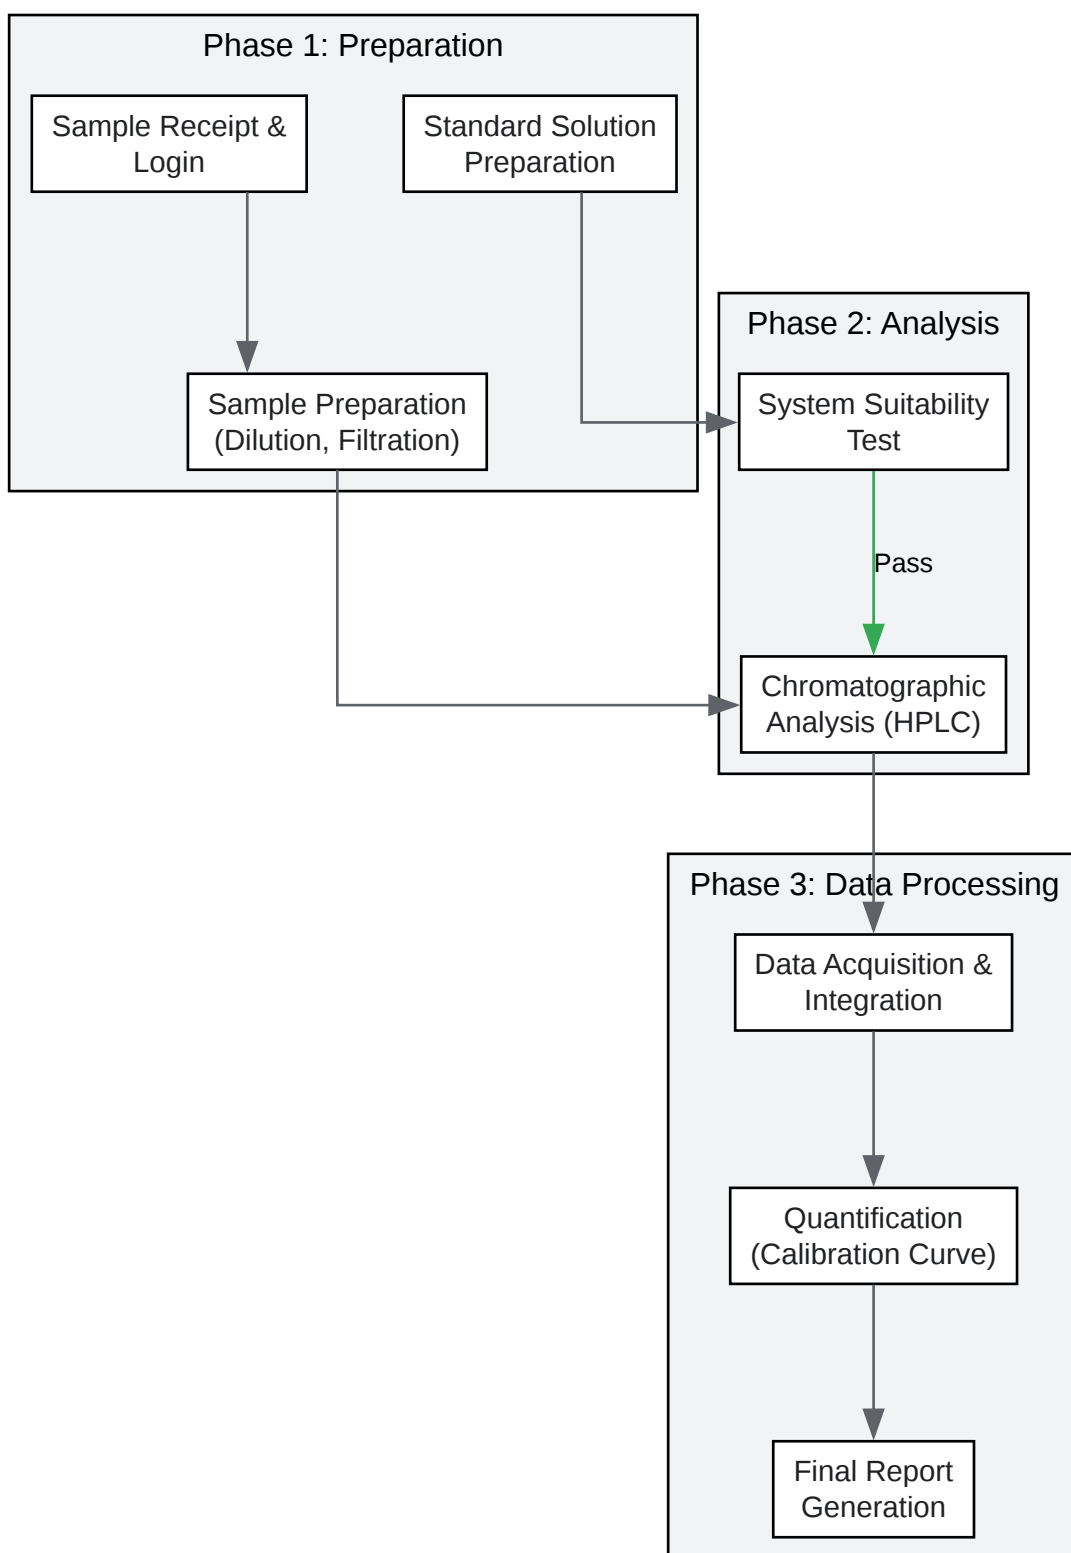 Phase 1: Preparation
Sample Receipt &
Login
Standard Solution
Preparation
Sample Preparation
(Dilution, Filtration)
Phase 2: Analysis
System Suitability
Test
Pass
Chromatographic
Analysis (HPLC)
Phase 3: Data Processing
Data Acquisition &
Integration
Quantification
(Calibration Curve)
Final Report
Generation